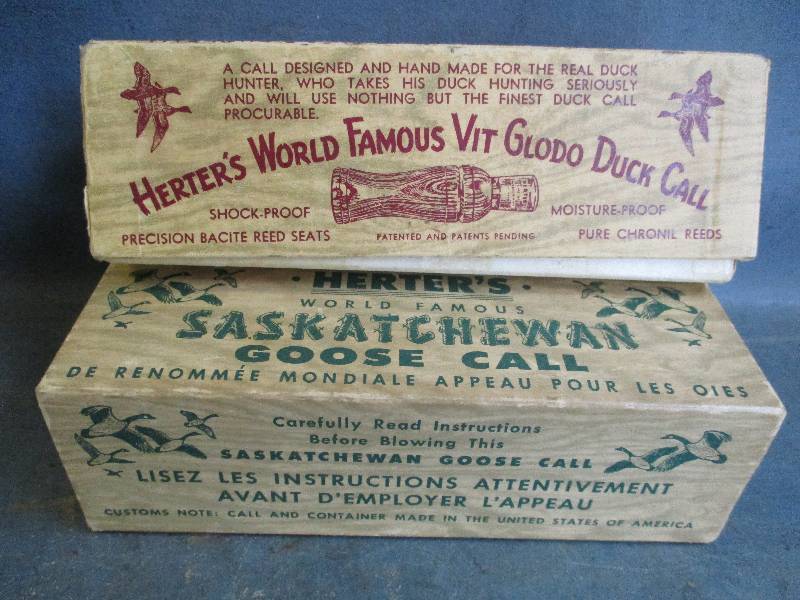 A CALL DESIGNED AND HAND MADE FOR THE REAL DUCK
HUNTER, WHO TAKES HIS DUCK HUNTING SERIOUSLY
AND WILL USE NOTHING BUT THE FINEST DUCK CALL
PROCURABLE.
HERTER'S WORLD FAMOUS VIT GLODO DUCK CALL
SHOCK-PROOF MOISTURE-PROOF
PRECISION BACITE REED SEATS PATENTED AND PATENTS PENDING PURE CHRONIL REEDS
· HERTER'S ·
WORLD FAMOUS
SASKATCHEWAN
GOOSE CALL
DE RENOMMÉE MONDIALE APPEAU POUR LES OIES
Carefully Read Instructions
Before Blowing This
SASKATCHEWAN GOOSE CALL
LISEZ LES INSTRUCTIONS ATTENTIVEMENT
AVANT D'EMPLOYER L'APPEAU
CUSTOMS NOTE: CALL AND CONTAINER MADE IN THE UNITED STATES OF AMERICA